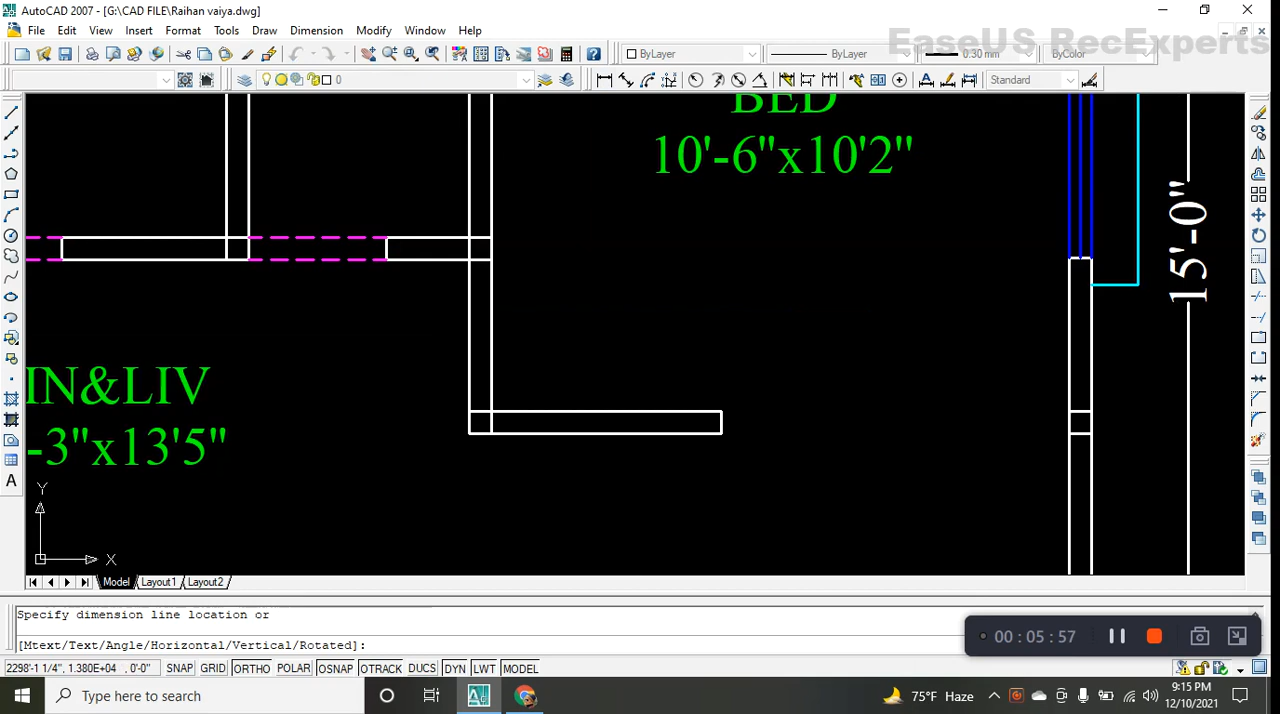 AutoCAD 2007 - [G:\CAD FILE\Raihan vaiya.dwg]
File Edit View Insert Format Tools Draw Dimension Modify Window Express Help
EaseUS RecExperts
ByLayer ByLayer 0.30 mm ByColor
0 Standard
BED
10'-6"x10'2"
15'-0"
IN&LIV
-3"x13'5"
Y
X
A
Model Layout1 Layout2
Specify dimension line location or
[Mtext/Text/Angle/Horizontal/Vertical/Rotated]:
00:05:57
2298'-1 1/4", 1.380E+04 , 0'-0" SNAP GRID ORTHO POLAR OSNAP OTRACK DUCS DYN LWT MODEL
Type here to search
75°F Haze
9:15 PM
12/10/2021